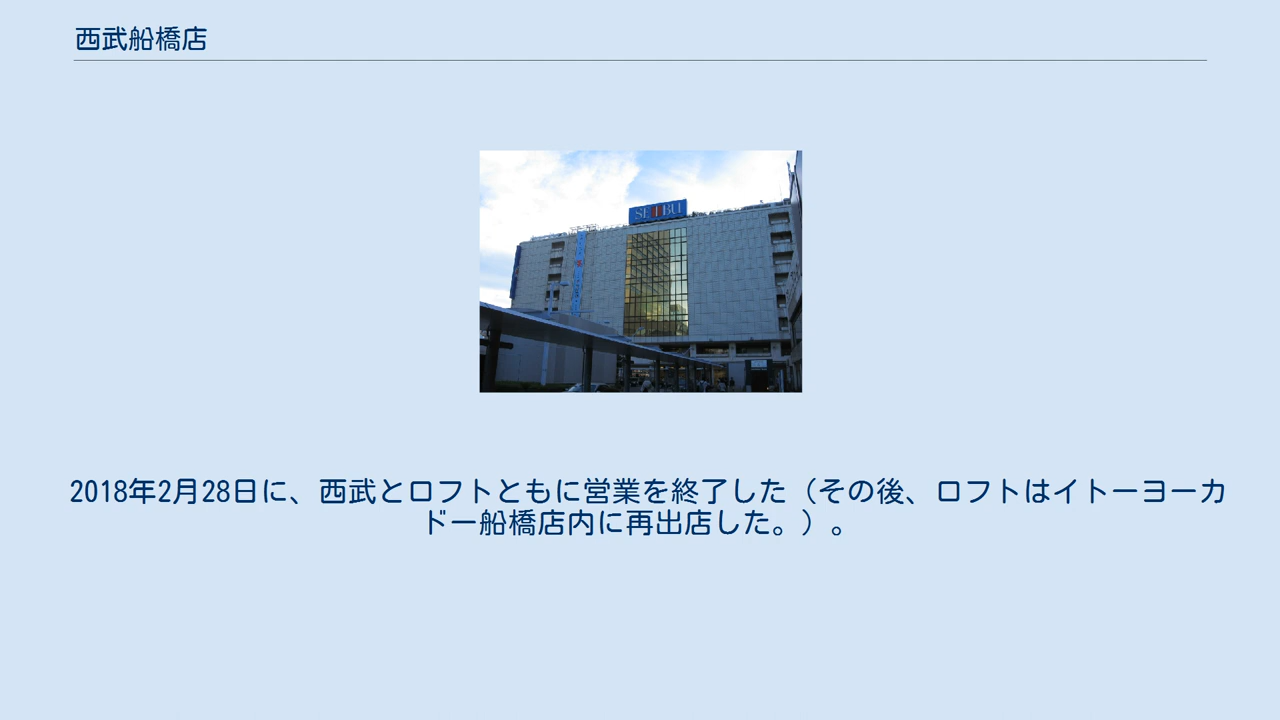 西武船橋店
SEIBU
2018年2月28日に、西武とロフトともに営業を終了した（その後、ロフトはイトーヨーカ
ドー船橋店内に再出店した。）。